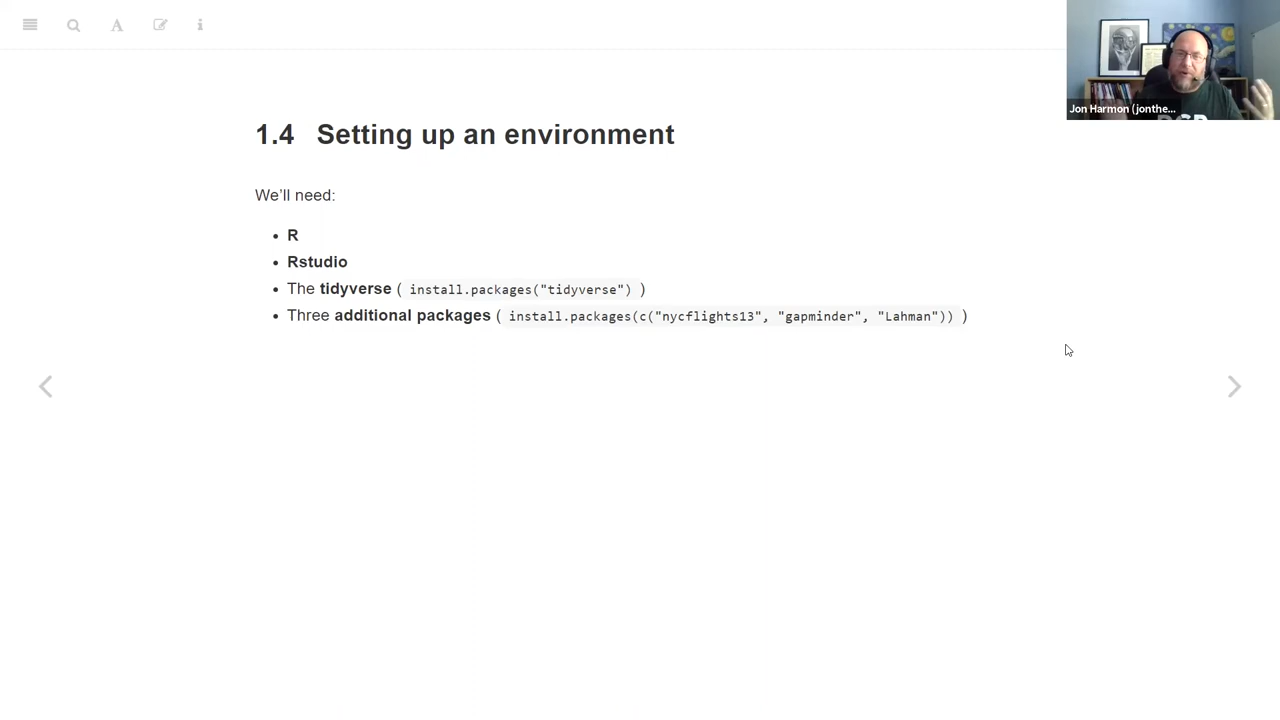 Jon Harmon (jonthe...
1.4 Setting up an environment
We'll need:
• R
• Rstudio
• The tidyverse ( install.packages("tidyverse") )
• Three additional packages ( install.packages(c("nycflights13", "gapminder", "Lahman")) )